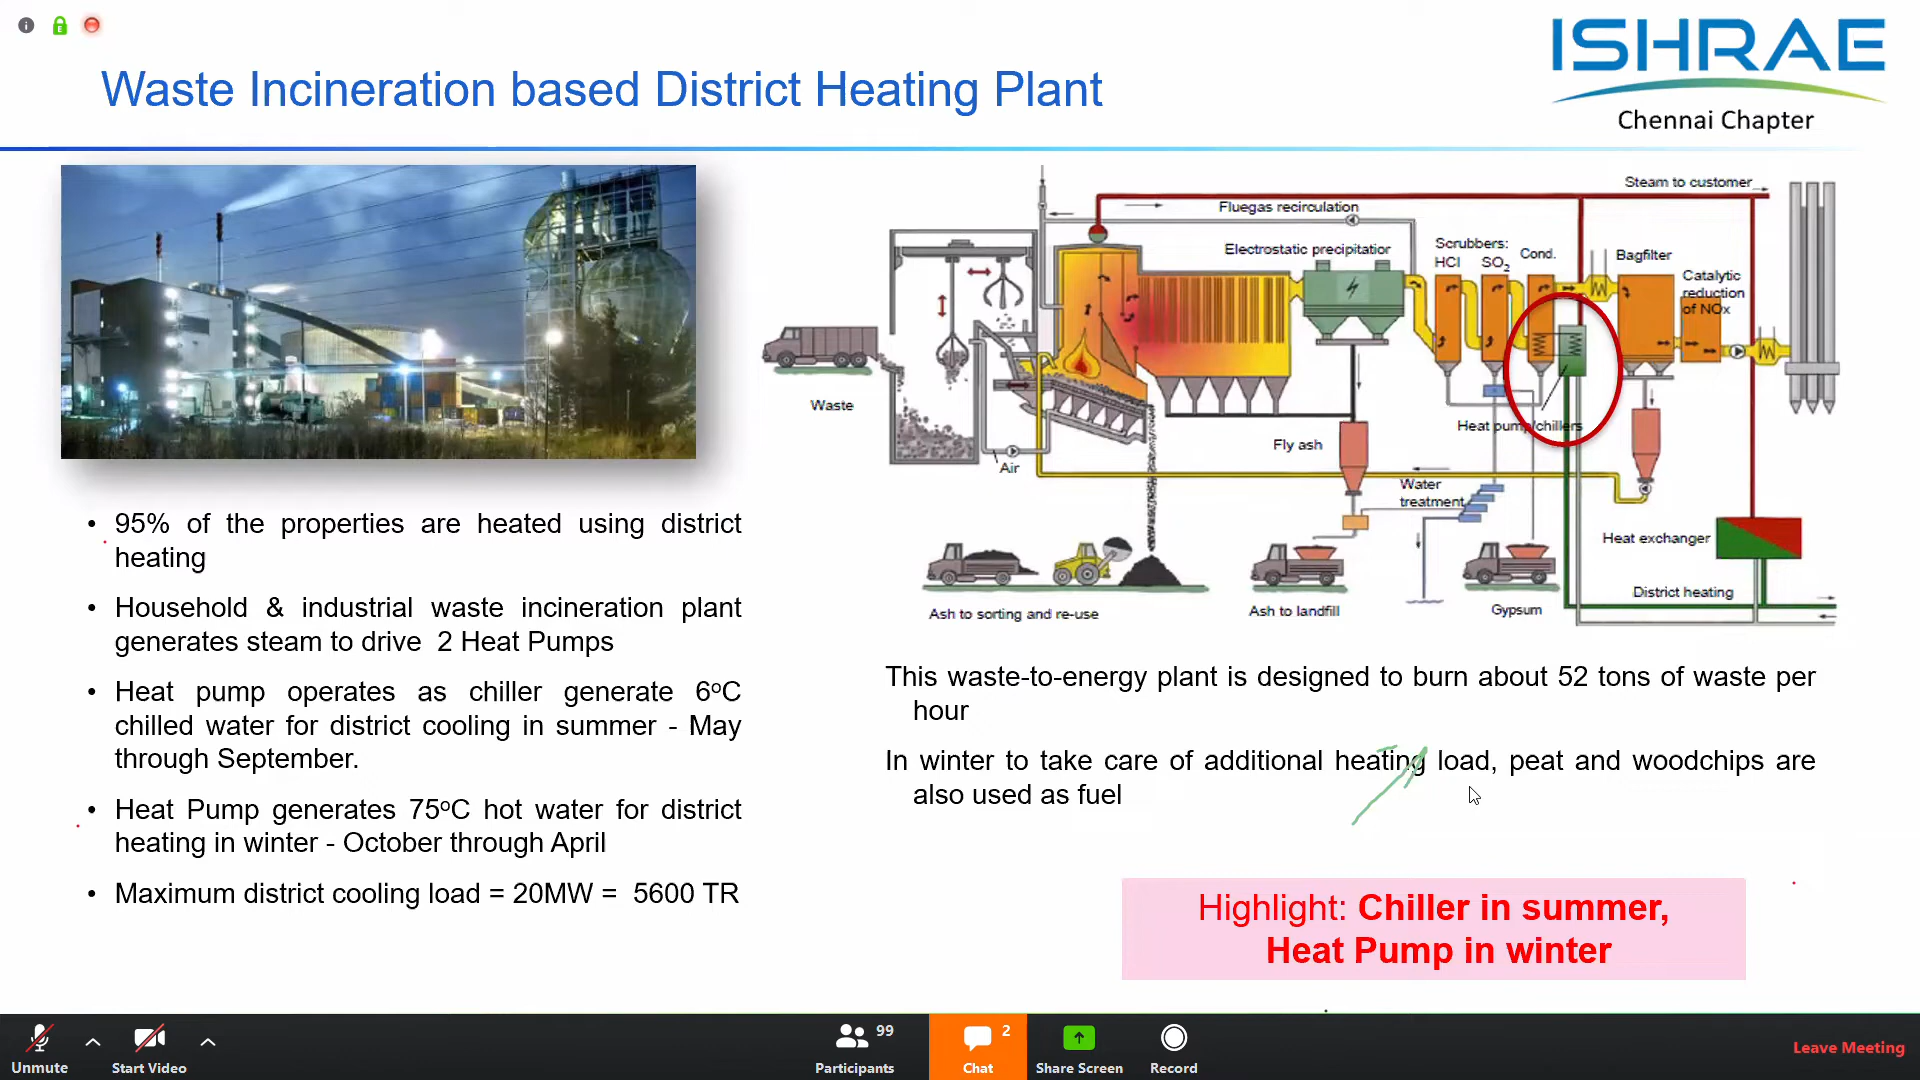 ISHRAE
Chennai Chapter
Waste Incineration based District Heating Plant
Steam to customer
Fluegas recirculation
Electrostatic precipitatior
Scrubbers:
HCl SO2 Cond.
Bagfilter
Catalytic
reduction
of NOx
Waste
Air
Fly ash
Heat pump/chillers
Water
treatment
Heat exchanger
District heating
Ash to sorting and re-use
Ash to landfill
Gypsum
• 95% of the properties are heated using district
heating
• Household & industrial waste incineration plant
generates steam to drive 2 Heat Pumps
• Heat pump operates as chiller generate 6°C
chilled water for district cooling in summer - May
through September.
• Heat Pump generates 75°C hot water for district
heating in winter - October through April
• Maximum district cooling load = 20MW = 5600 TR
This waste-to-energy plant is designed to burn about 52 tons of waste per
hour
In winter to take care of additional heating load, peat and woodchips are
also used as fuel
Highlight: Chiller in summer,
Heat Pump in winter
Unmute
Start Video
Participants 99
Chat 2
Share Screen
Record
Leave Meeting